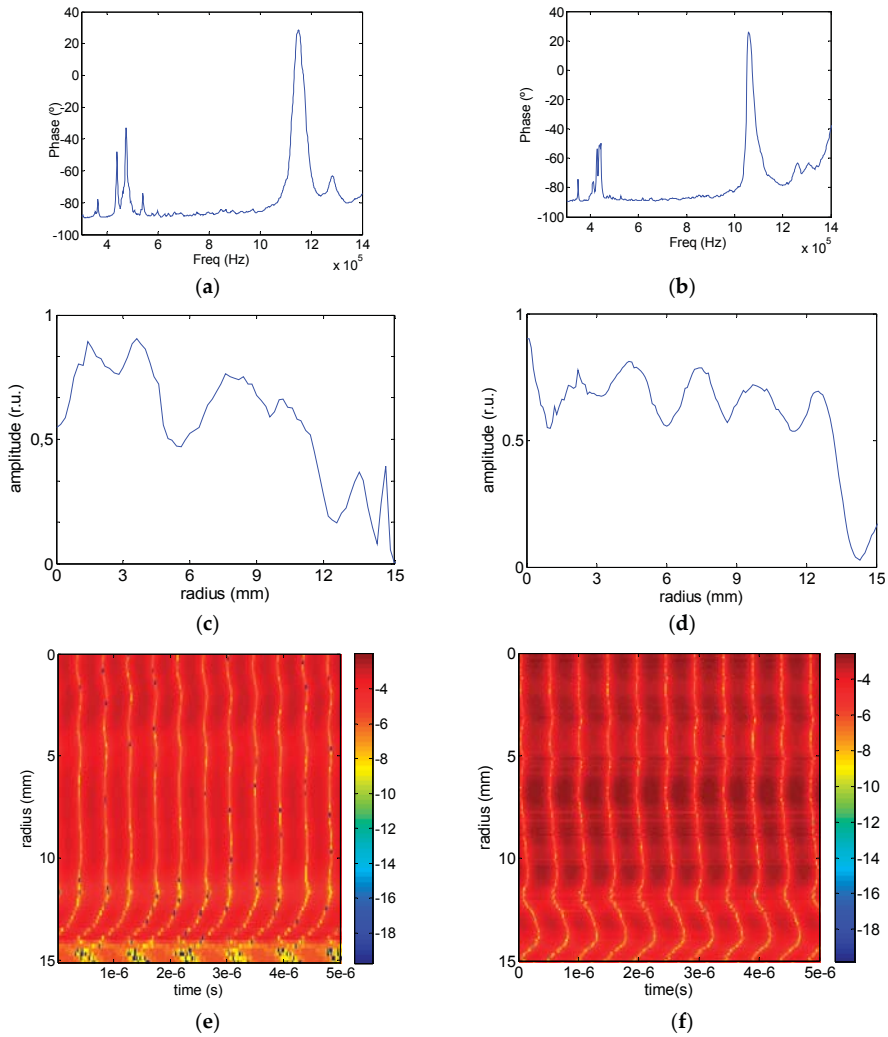 40
20
0
-20
-40
-60
-80
-100
Phase (º)
4
6
8
10
12
14
Freq (Hz)
x 10^5
(a)
40
20
0
-20
-40
-60
-80
-100
Phase (º)
4
6
8
10
12
14
Freq (Hz)
x 10^5
(b)
1
0,5
0
amplitude (r.u.)
0
3
6
9
12
15
radius (mm)
(c)
1
0.5
0
amplitude (r.u.)
0
3
6
9
12
15
radius (mm)
(d)
0
5
10
15
radius (mm)
1e-6
2e-6
3e-6
4e-6
5e-6
time (s)
-4
-6
-8
-10
-12
-14
-16
-18
(e)
0
5
10
15
radius (mm)
0
1e-6
2e-6
3e-6
4e-6
5e-6
time(s)
-4
-6
-8
-10
-12
-14
-16
-18
(f)